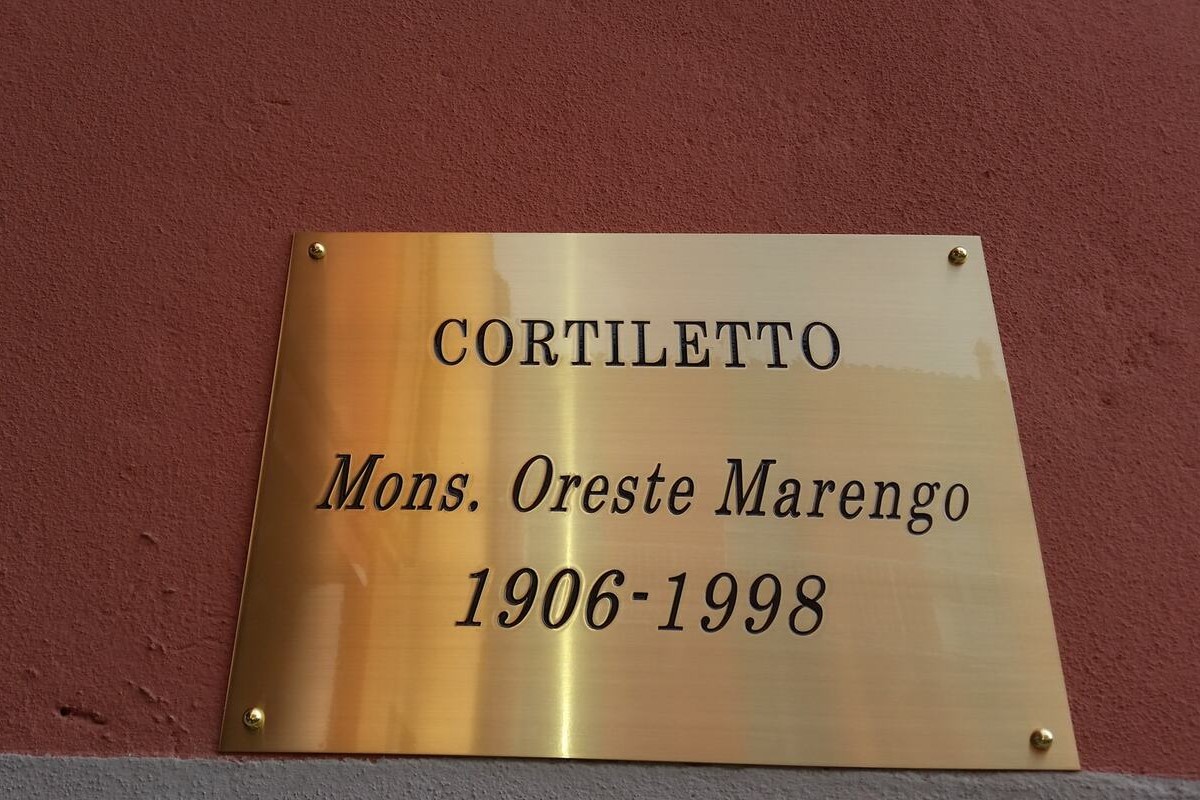 CORTILETTO
Mons. Oreste Marengo
1906-1998